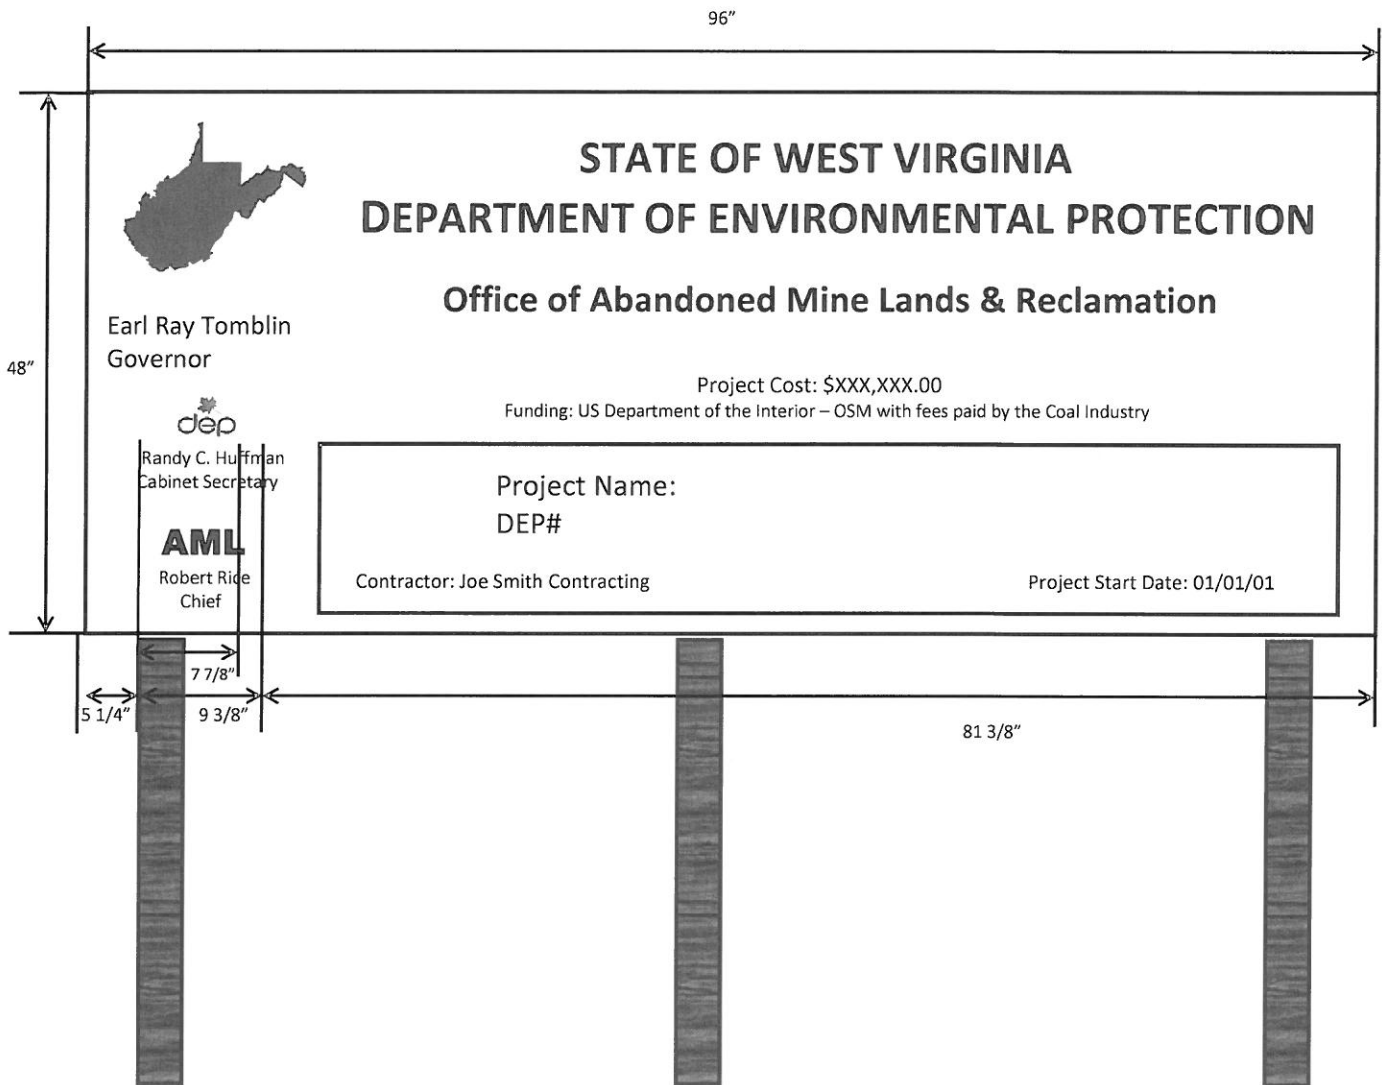 96”
STATE OF WEST VIRGINIA
DEPARTMENT OF ENVIRONMENTAL PROTECTION
Office of Abandoned Mine Lands & Reclamation
Earl Ray Tomblin
Governor
48”
Project Cost: $XXX,XXX.00
Funding: US Department of the Interior – OSM with fees paid by the Coal Industry
dep
Randy C. Huffman
Cabinet Secretary
Project Name:
DEP#
AML
Robert Rice
Chief
Contractor: Joe Smith Contracting
Project Start Date: 01/01/01
7 7/8”
5 1/4”
9 3/8”
81 3/8”